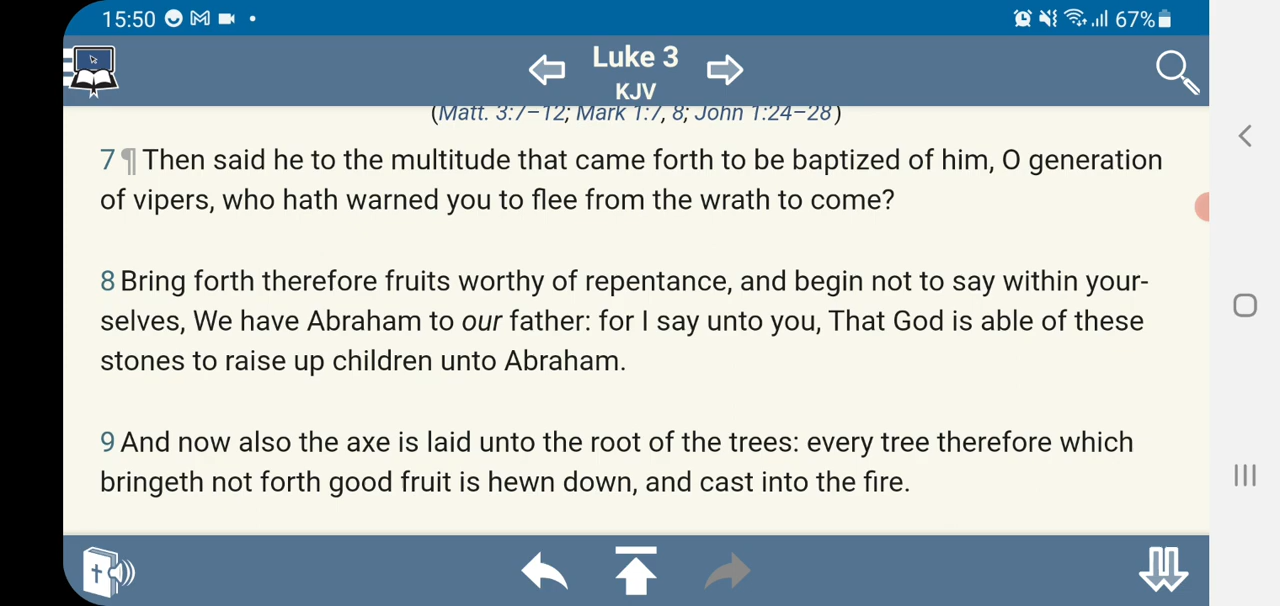 15:50
67%
Luke 3
KJV
(Matt. 3:7–12; Mark 1:7, 8; John 1:24–28)
7 ¶ Then said he to the multitude that came forth to be baptized of him, O generation
of vipers, who hath warned you to flee from the wrath to come?
8 Bring forth therefore fruits worthy of repentance, and begin not to say within your-
selves, We have Abraham to our father: for I say unto you, That God is able of these
stones to raise up children unto Abraham.
9 And now also the axe is laid unto the root of the trees: every tree therefore which
bringeth not forth good fruit is hewn down, and cast into the fire.